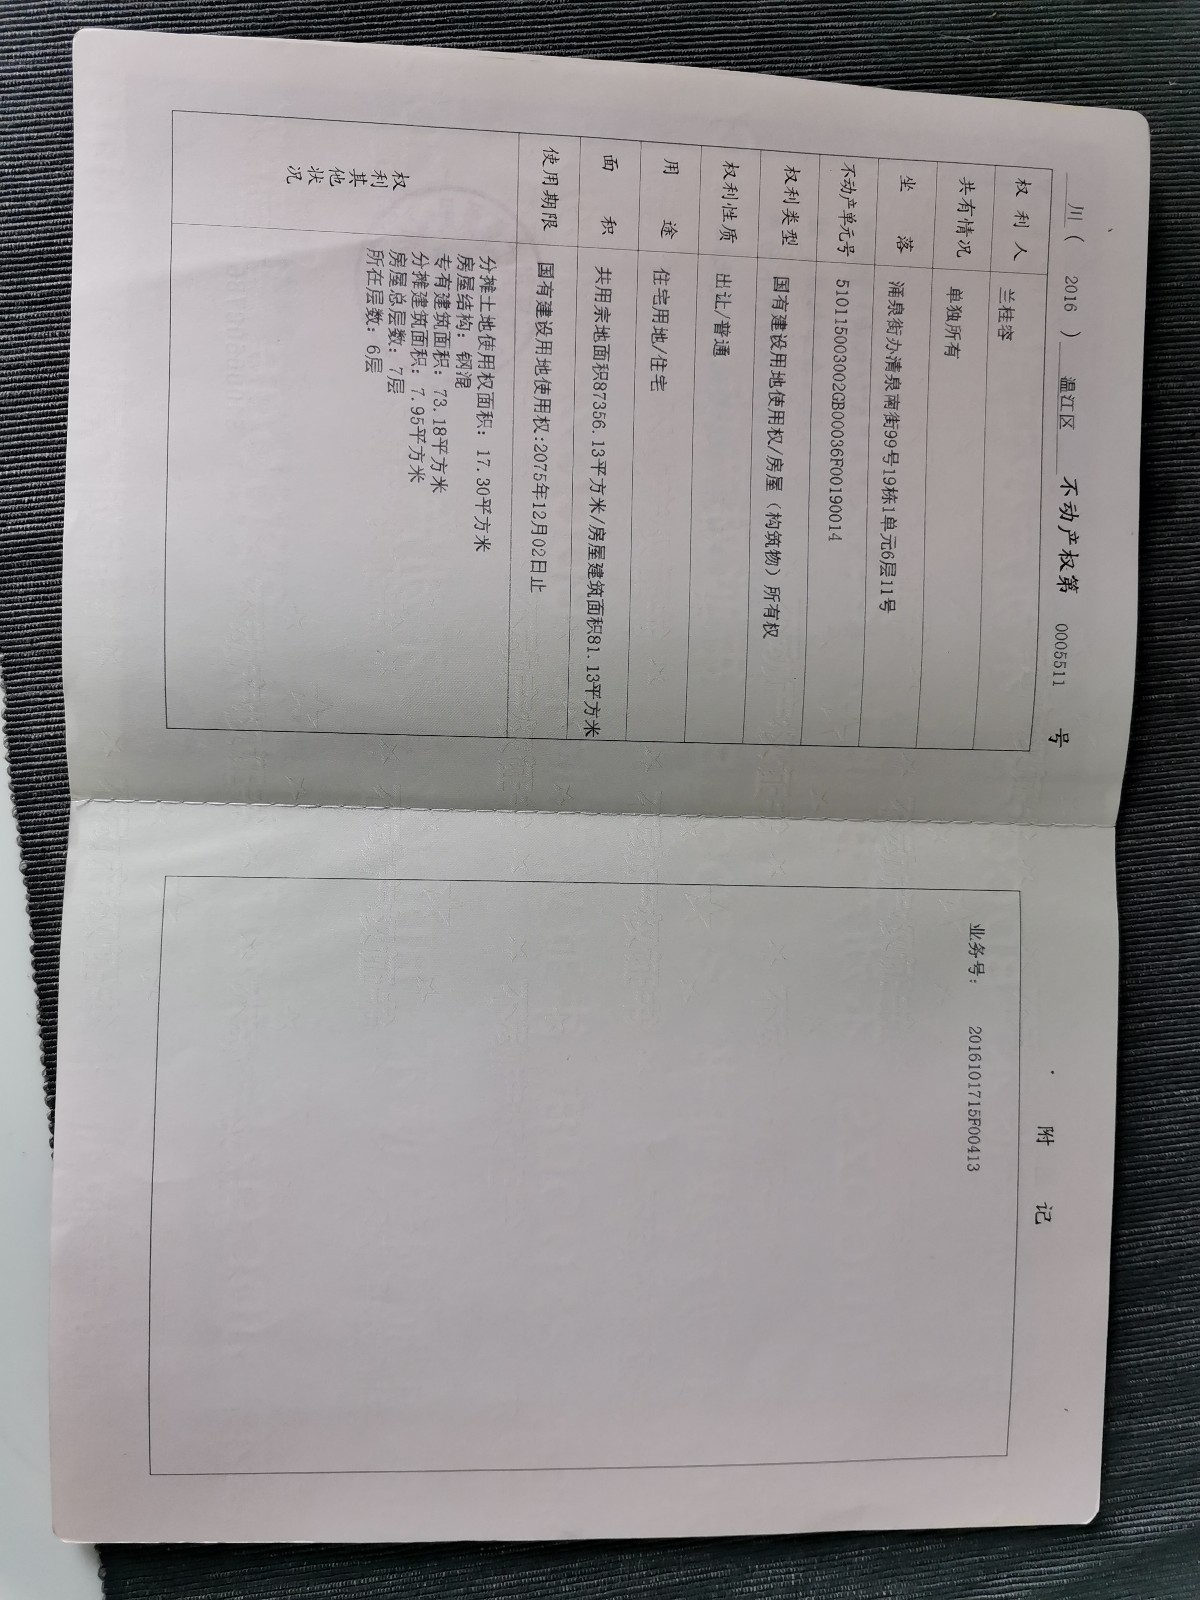 川（ 2016 ） 温江区 不动产权第 0005511 号
权利人 兰桂容
共有情况 单独所有
坐落 涌泉街办清泉南街99号19栋1单元6层11号
不动产单元号 510115003002GB00036F00190014
权利类型 国有建设用地使用权/房屋（构筑物）所有权
权利性质 出让/普通
用途 住宅用地/住宅
面积 共用宗地面积87356.13平方米/房屋建筑面积81.13平方米
使用期限 国有建设用地使用权:2075年12月02日止
权利其他状况
分摊土地使用权面积：17.30平方米
房屋结构：钢混
专有建筑面积：73.18平方米
分摊建筑面积：7.95平方米
房屋总层数：7层
所在层数：6层
附 记
业务号： 2016101715F00413